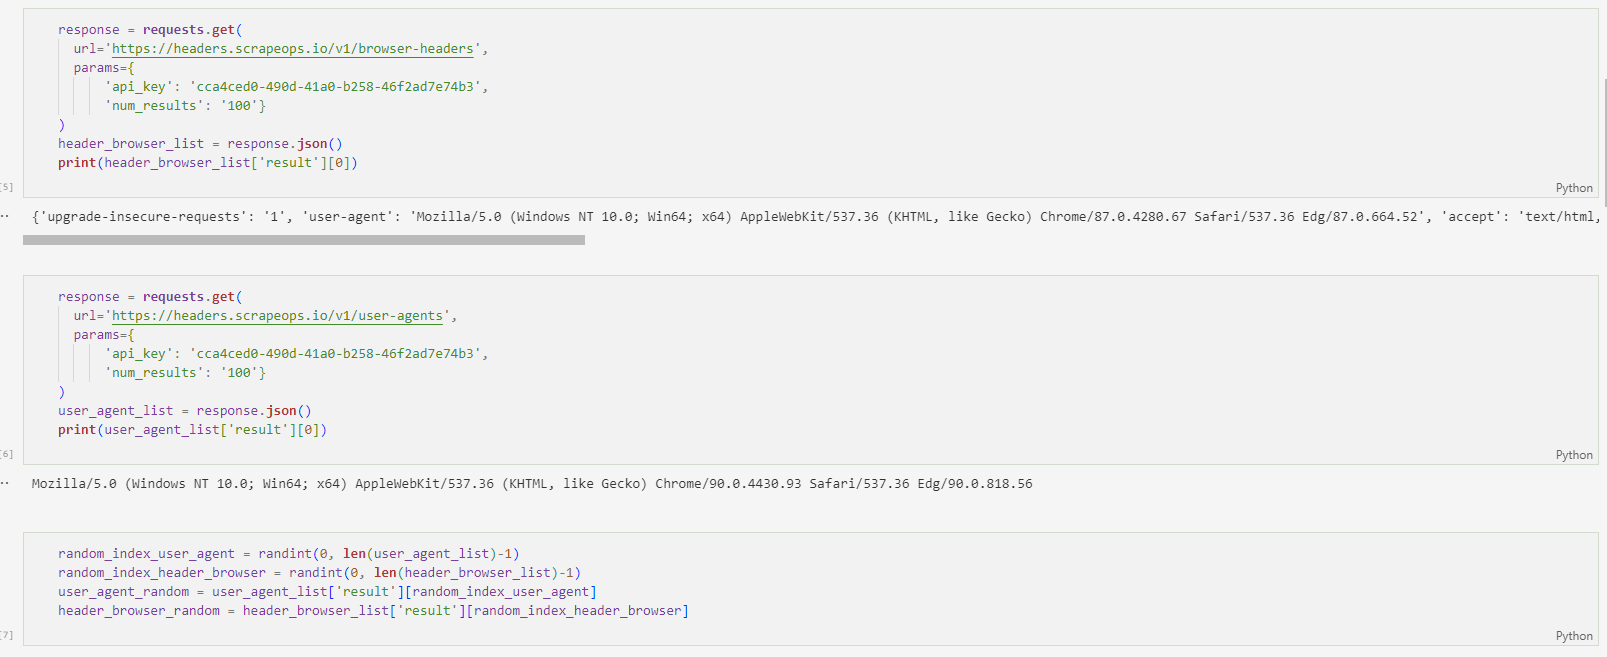 response = requests.get(
url='https://headers.scrapeops.io/v1/browser-headers',
params={
'api_key': 'cca4ced0-490d-41a0-b258-46f2ad7e74b3',
'num_results': '100'}
)
header_browser_list = response.json()
print(header_browser_list['result'][0])
[5]
Python
{'upgrade-insecure-requests': '1', 'user-agent': 'Mozilla/5.0 (Windows NT 10.0; Win64; x64) AppleWebKit/537.36 (KHTML, like Gecko) Chrome/87.0.4280.67 Safari/537.36 Edg/87.0.664.52', 'accept': 'text/html,
response = requests.get(
url='https://headers.scrapeops.io/v1/user-agents',
params={
'api_key': 'cca4ced0-490d-41a0-b258-46f2ad7e74b3',
'num_results': '100'}
)
user_agent_list = response.json()
print(user_agent_list['result'][0])
[6]
Python
Mozilla/5.0 (Windows NT 10.0; Win64; x64) AppleWebKit/537.36 (KHTML, like Gecko) Chrome/90.0.4430.93 Safari/537.36 Edg/90.0.818.56
random_index_user_agent = randint(0, len(user_agent_list)-1)
random_index_header_browser = randint(0, len(header_browser_list)-1)
user_agent_random = user_agent_list['result'][random_index_user_agent]
header_browser_random = header_browser_list['result'][random_index_header_browser]
[7]
Python